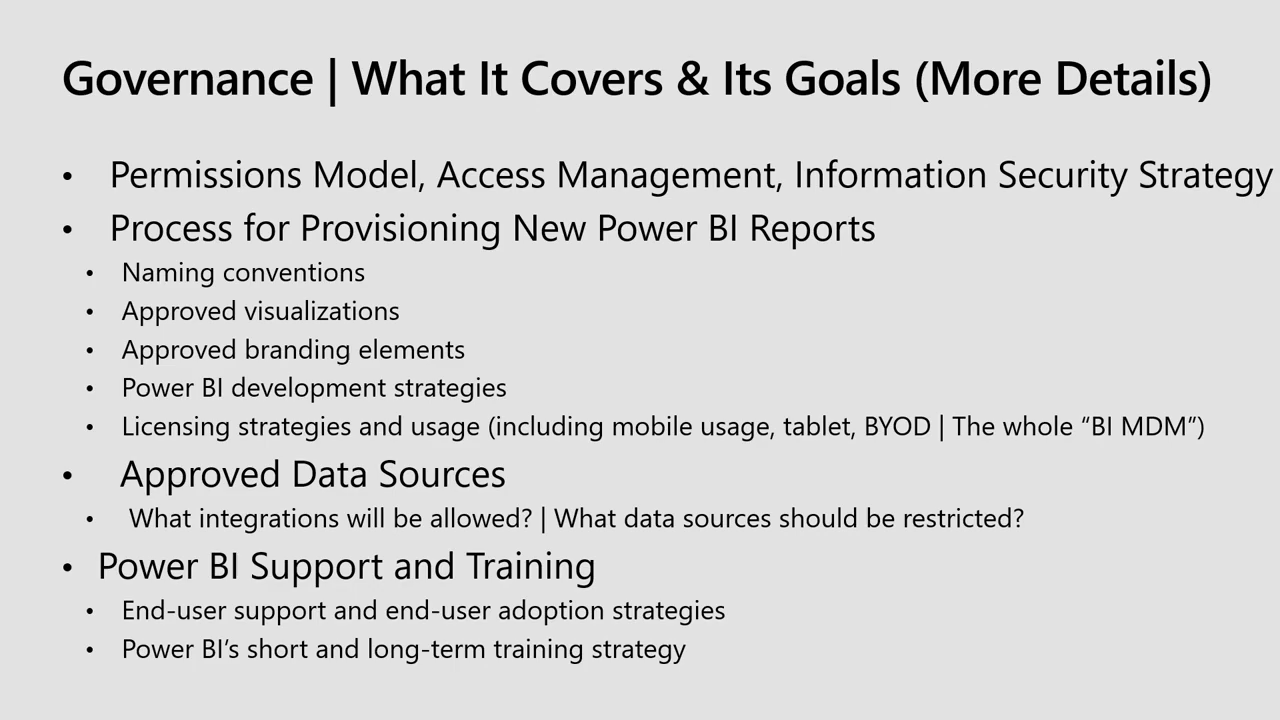 Governance | What It Covers & Its Goals (More Details)
• Permissions Model, Access Management, Information Security Strategy
• Process for Provisioning New Power BI Reports
• Naming conventions
• Approved visualizations
• Approved branding elements
• Power BI development strategies
• Licensing strategies and usage (including mobile usage, tablet, BYOD | The whole “BI MDM”)
• Approved Data Sources
• What integrations will be allowed? | What data sources should be restricted?
• Power BI Support and Training
• End-user support and end-user adoption strategies
• Power BI’s short and long-term training strategy